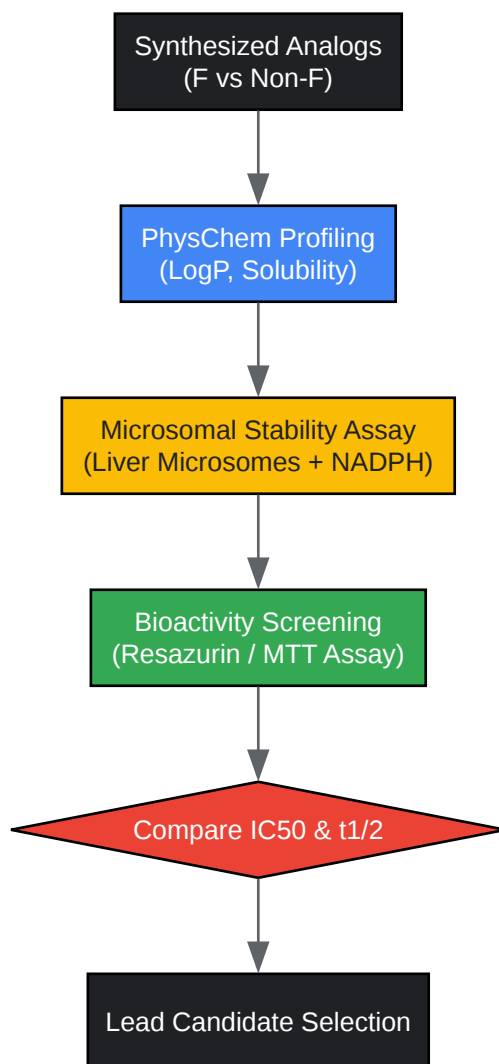 Synthesized Analogs
(F vs Non-F)
PhysChem Profiling
(LogP, Solubility)
Microsomal Stability Assay
(Liver Microsomes + NADPH)
Bioactivity Screening
(Resazurin / MTT Assay)
Compare IC50 & t1/2
Lead Candidate Selection